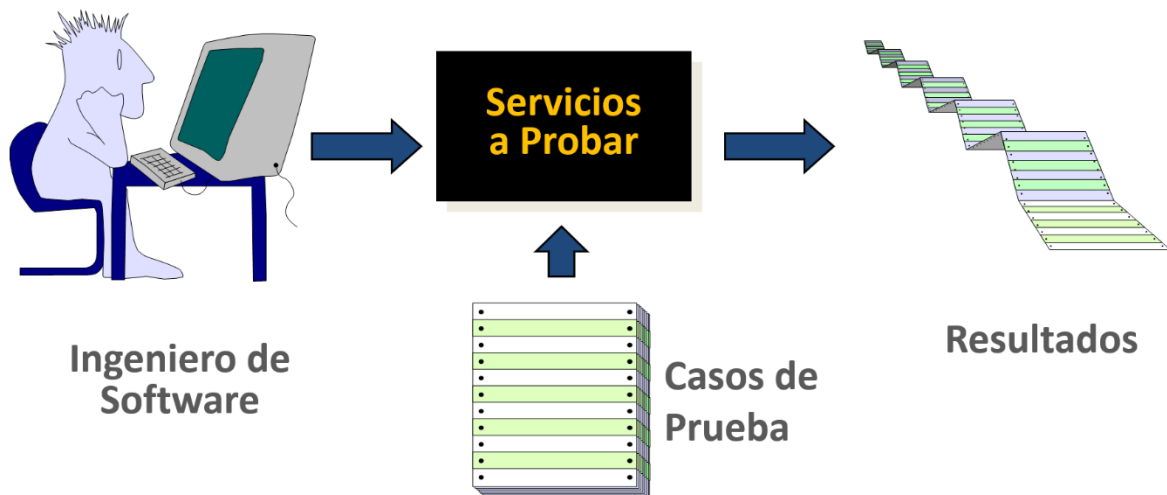 Servicios
a Probar
Ingeniero de
Software
Casos de
Prueba
Resultados